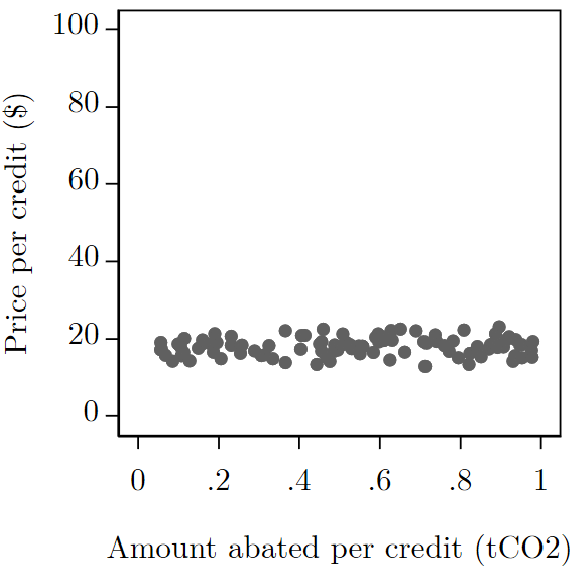 Price per credit ($)
100
80
60
40
20
0
0 .2 .4 .6 .8 1
Amount abated per credit (tCO2)